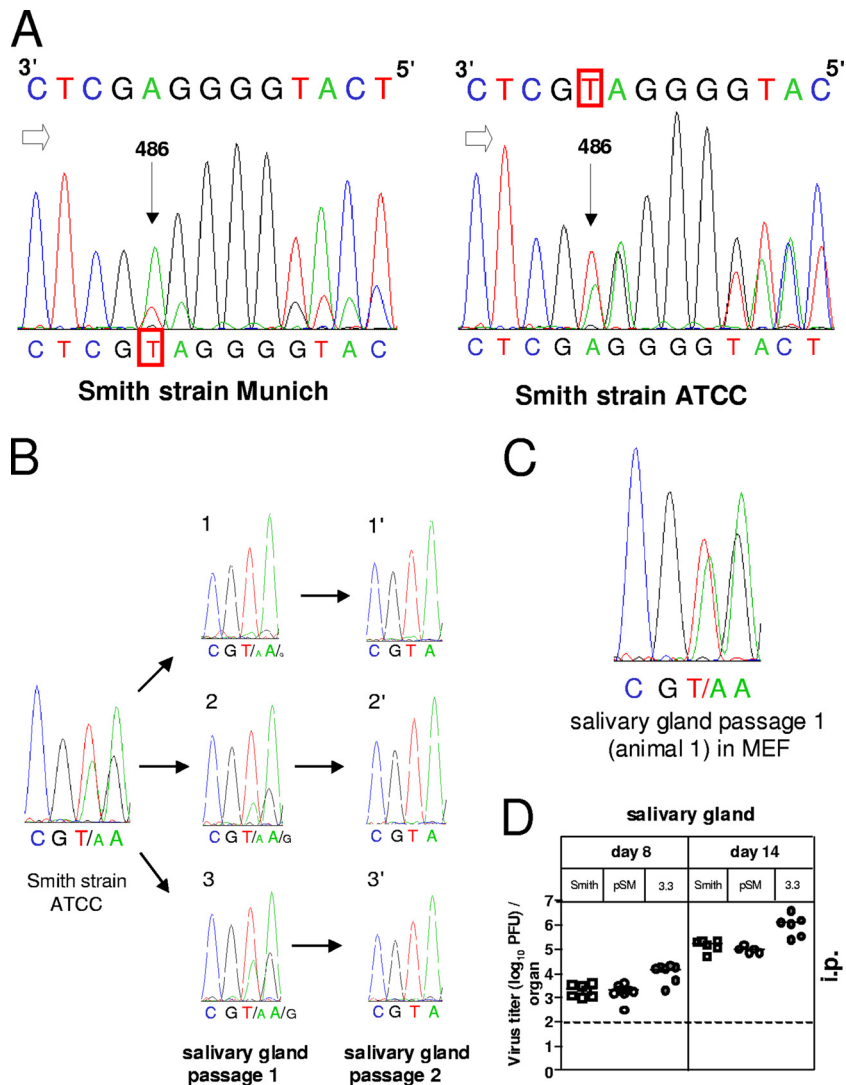 A
3' C T C G A G G G G T A C T 5'
3' C T C G T A G G G G T A C 5'
486
486
C T C G T A G G G G T A C
C T C G A G G G G T A C T
Smith strain Munich
Smith strain ATCC
B
C G T/A A
Smith strain
ATCC
1
C G T/A A/G
1'
C G T A
2
C G T/A A/G
2'
C G T A
3
C G T/A A/G
3'
C G T A
salivary gland
passage 1
salivary gland
passage 2
C
C G T/A A
salivary gland passage 1
(animal 1) in MEF
D
salivary gland
day 8
day 14
Smith
pSM
3.3
Smith
pSM
3.3
7
6
5
4
3
2
1
0
Virus titer (log10 PFU) /
organ
i.p.